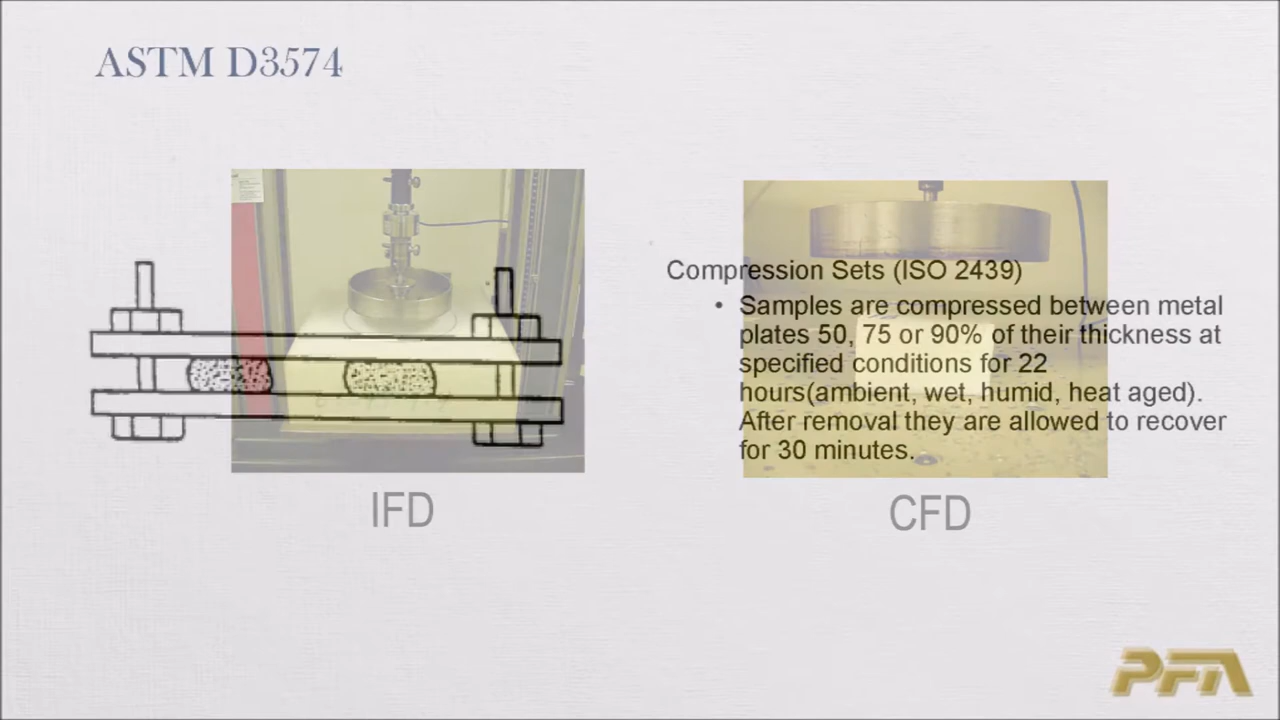 ASTM D3574
Compression Sets (ISO 2439)
• Samples are compressed between metal
plates 50, 75 or 90% of their thickness at
specified conditions for 22
hours(ambient, wet, humid, heat aged).
After removal they are allowed to recover
for 30 minutes.
IFD
CFD
PFA